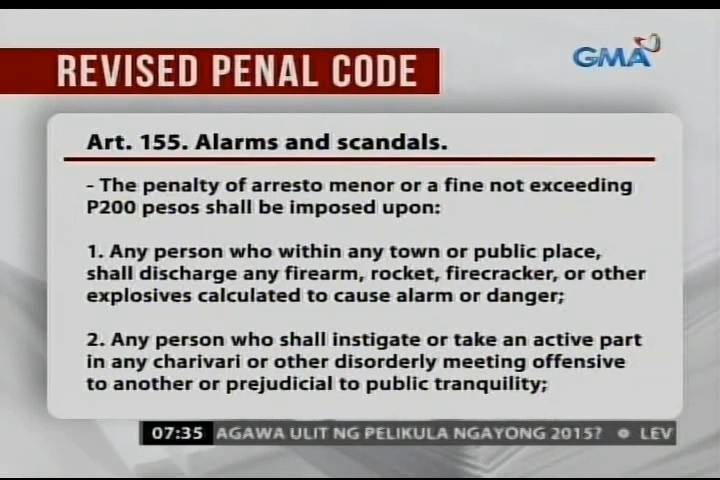 REVISED PENAL CODE
GMA
Art. 155. Alarms and scandals.
- The penalty of arresto menor or a fine not exceeding
P200 pesos shall be imposed upon:
1. Any person who within any town or public place,
shall discharge any firearm, rocket, firecracker, or other
explosives calculated to cause alarm or danger;
2. Any person who shall instigate or take an active part
in any charivari or other disorderly meeting offensive
to another or prejudicial to public tranquility;
07:35 AGAWA ULIT NG PELIKULA NGAYONG 2015? LEV